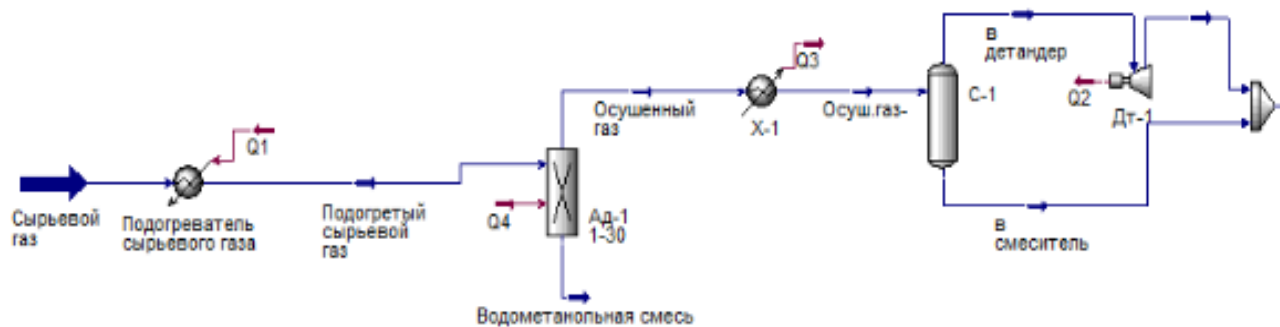 Сырьевой
газ
Q1
Подогреватель
сырьевого газа
Подогретый
сырьевой
газ
Q4
Ад-1
1-30
Водометанольная смесь
Осушенный
газ
Q3
Х-1
Осуш.газ-
С-1
в
детандер
Q2
Дт-1
в
смеситель